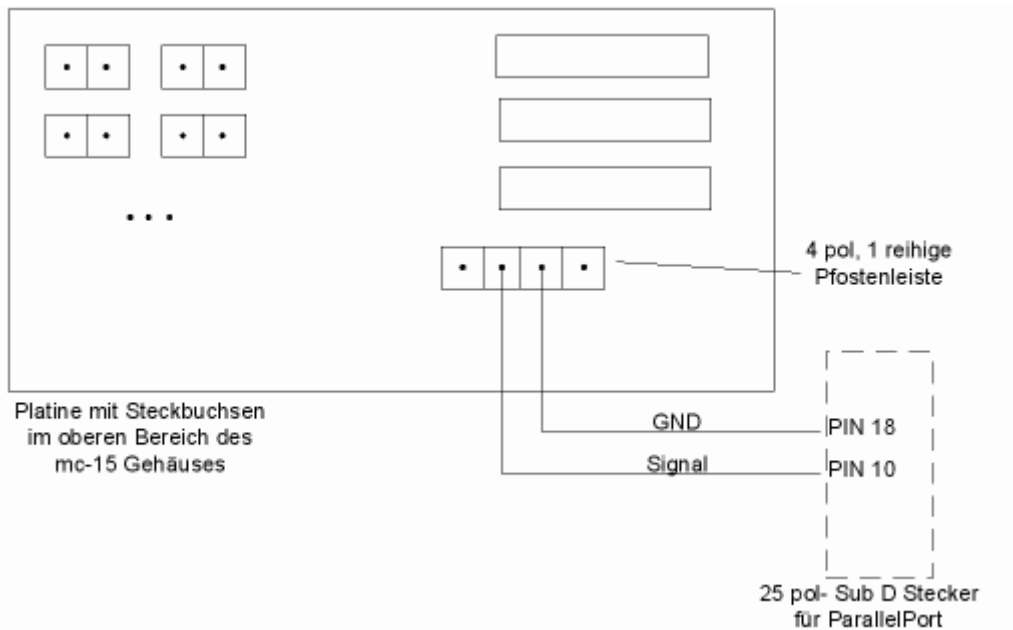 4 pol, 1 reihige
Pfostenleiste
Platine mit Steckbuchsen
im oberen Bereich des
mc-15 Gehäuses
GND
PIN 18
Signal
PIN 10
25 pol- Sub D Stecker
für ParallelPort